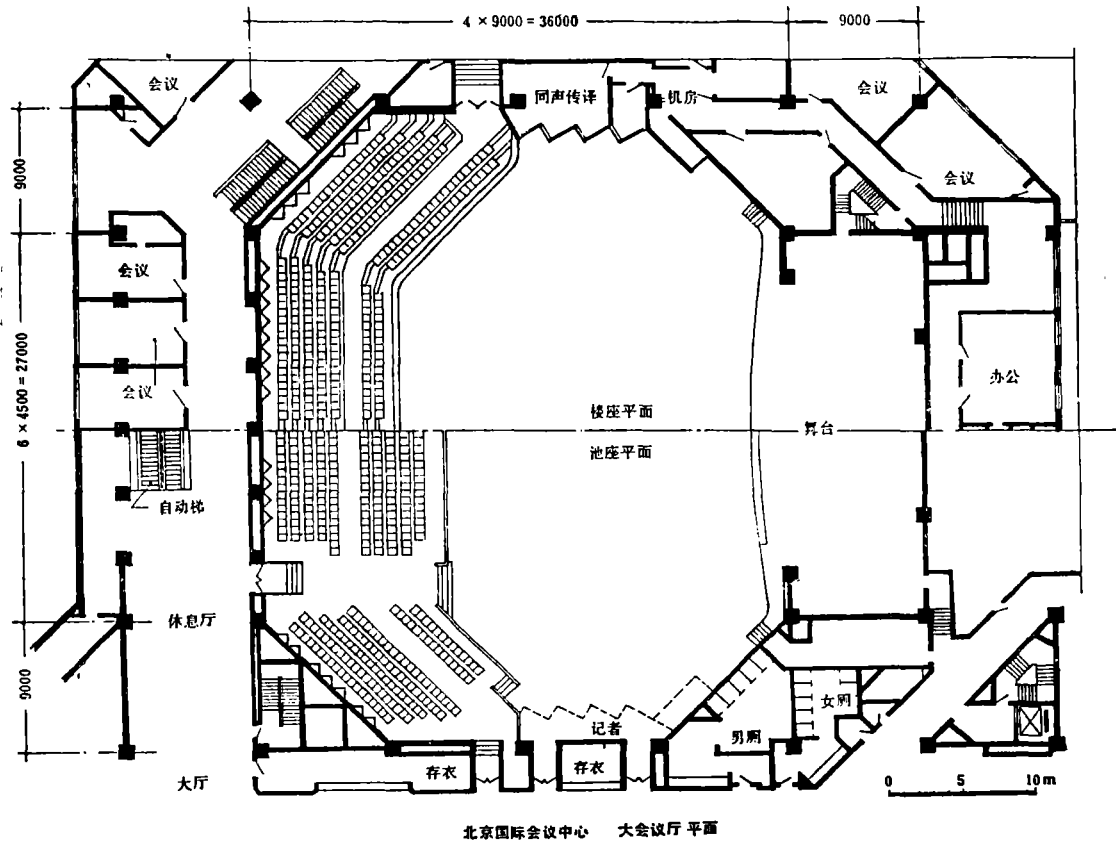 4 × 9000 = 36000
9000
会议
同声传译
机房
会议
会议
9000
会议
6 × 4500 = 27000
会议
办公
楼座平面
舞台
池座平面
自动梯
休息厅
9000
记者
女厕
男厕
大厅
存衣
存衣
0 5 10m
北京国际会议中心 大会议厅 平面